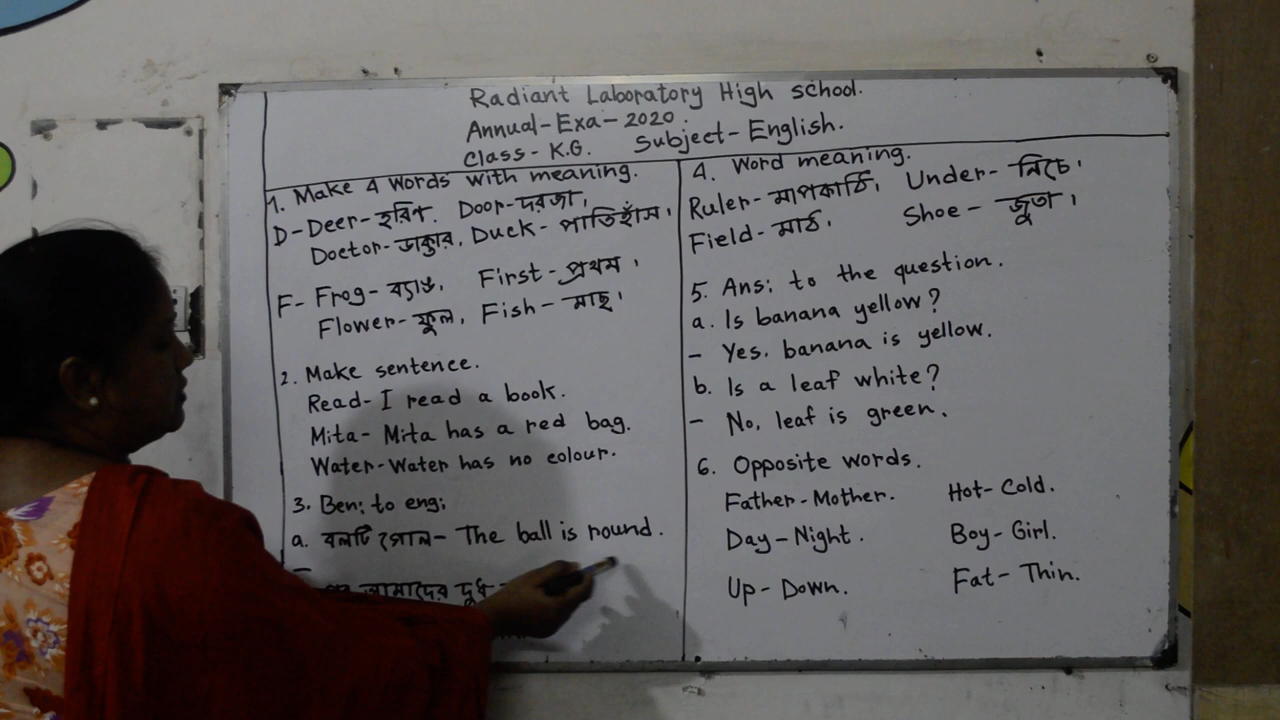 Radiant Laboratory High school.
Annual-Exa-2020.
Class- K.G. Subject- English.
1. Make 4 words with meaning.
D-Deer-হরিণ. Door-দরজা,
Doctor-ডাক্তার, Duck- পাতিহাঁস।
F- Frog- ব্যাঙ, First-প্রথম।
Flower-ফুল, Fish-মাছ।
2. Make sentence.
Read-I read a book.
Mita- Mita has a red bag.
Water-Water has no colour.
3. Ben: to eng:
a. বলটি গোল- The ball is round.
আমাদের দুধ
4. Word meaning.
Ruler- মাপকাঠি, Under- নিচে,
Field- মাঠ, Shoe- জুতা।
5. Ans: to the question.
a. Is banana yellow?
- Yes, banana is yellow.
b. Is a leaf white?
- No, leaf is green.
6. Opposite words.
Father-Mother. Hot-Cold.
Day-Night. Boy-Girl.
Up-Down. Fat-Thin.